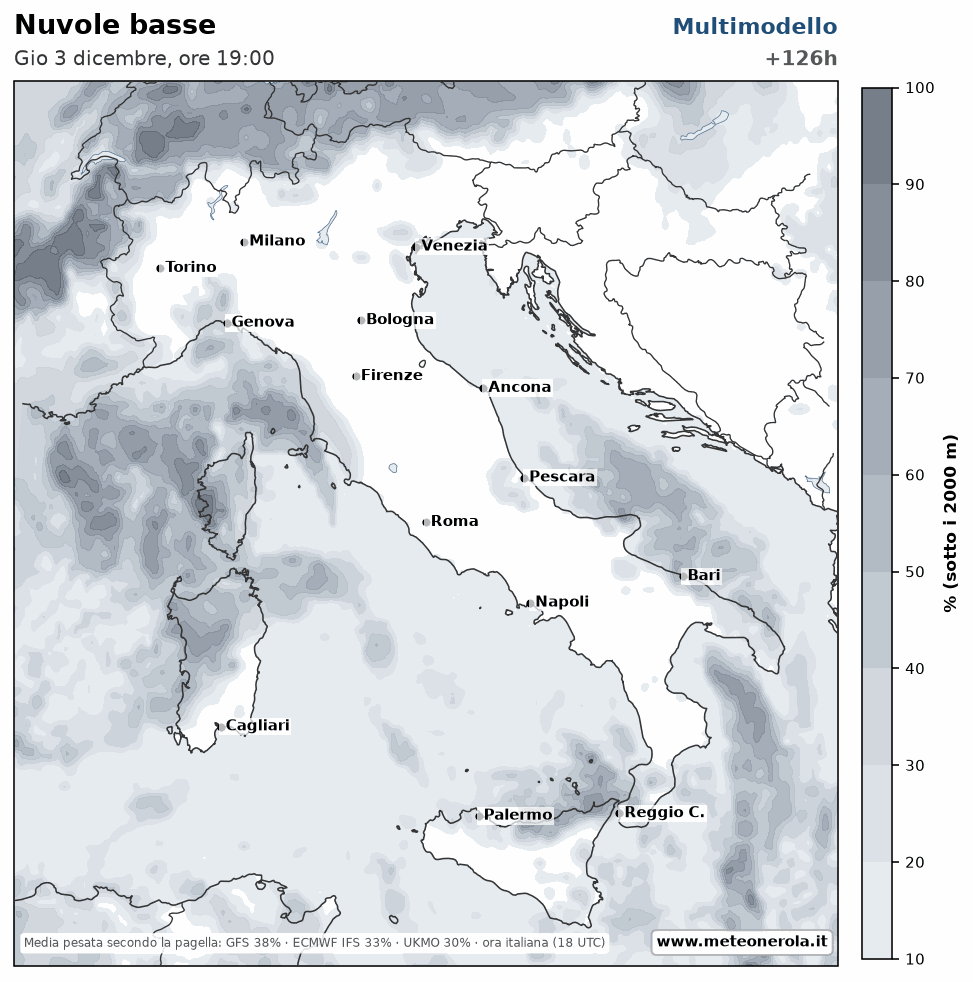 Nuvole basse
Multimodello
Gio 3 dicembre, ore 19:00
+126h
Milano
Venezia
Torino
Genova
Bologna
Firenze
Ancona
Pescara
Roma
Bari
Napoli
Cagliari
Palermo
Reggio C.
100
90
80
70
60
50
40
30
20
10
% (sotto i 2000 m)
Media pesata secondo la pagella: GFS 38% · ECMWF IFS 33% · UKMO 30% · ora italiana (18 UTC)
www.meteonerola.it